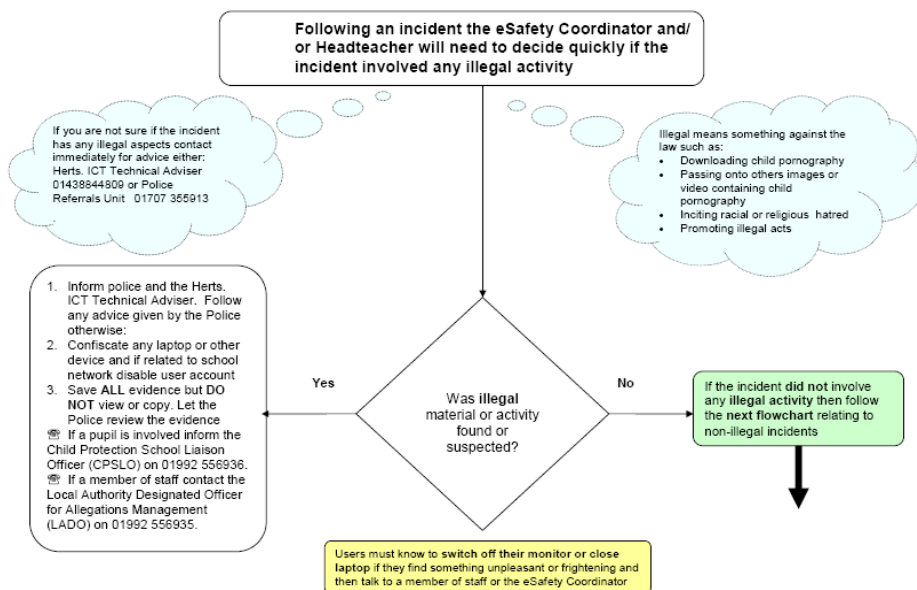 Following an incident the eSafety Coordinator and/
or Headteacher will need to decide quickly if the
incident involved any illegal activity
If you are not sure if the incident
has any illegal aspects contact
immediately for advice either:
Herts. ICT Technical Adviser
01438844809 or Police
Referrals Unit 01707 355913
Illegal means something against the
law such as:
• Downloading child pornography
• Passing onto others images or
video containing child
pornography
• Inciting racial or religious hatred
• Promoting illegal acts
1. Inform police and the Herts.
ICT Technical Adviser. Follow
any advice given by the Police
otherwise:
2. Confiscate any laptop or other
device and if related to school
network disable user account
3. Save ALL evidence but DO
NOT view or copy. Let the
Police review the evidence
☏ If a pupil is involved inform the
Child Protection School Liaison
Officer (CPSLO) on 01992 556936.
☏ If a member of staff contact the
Local Authority Designated Officer
for Allegations Management
(LADO) on 01992 556935.
Yes
Was illegal
material or activity
found or
suspected?
No
If the incident did not involve
any illegal activity then follow
the next flowchart relating to
non-illegal incidents
Users must know to switch off their monitor or close
laptop if they find something unpleasant or frightening and
then talk to a member of staff or the eSafety Coordinator